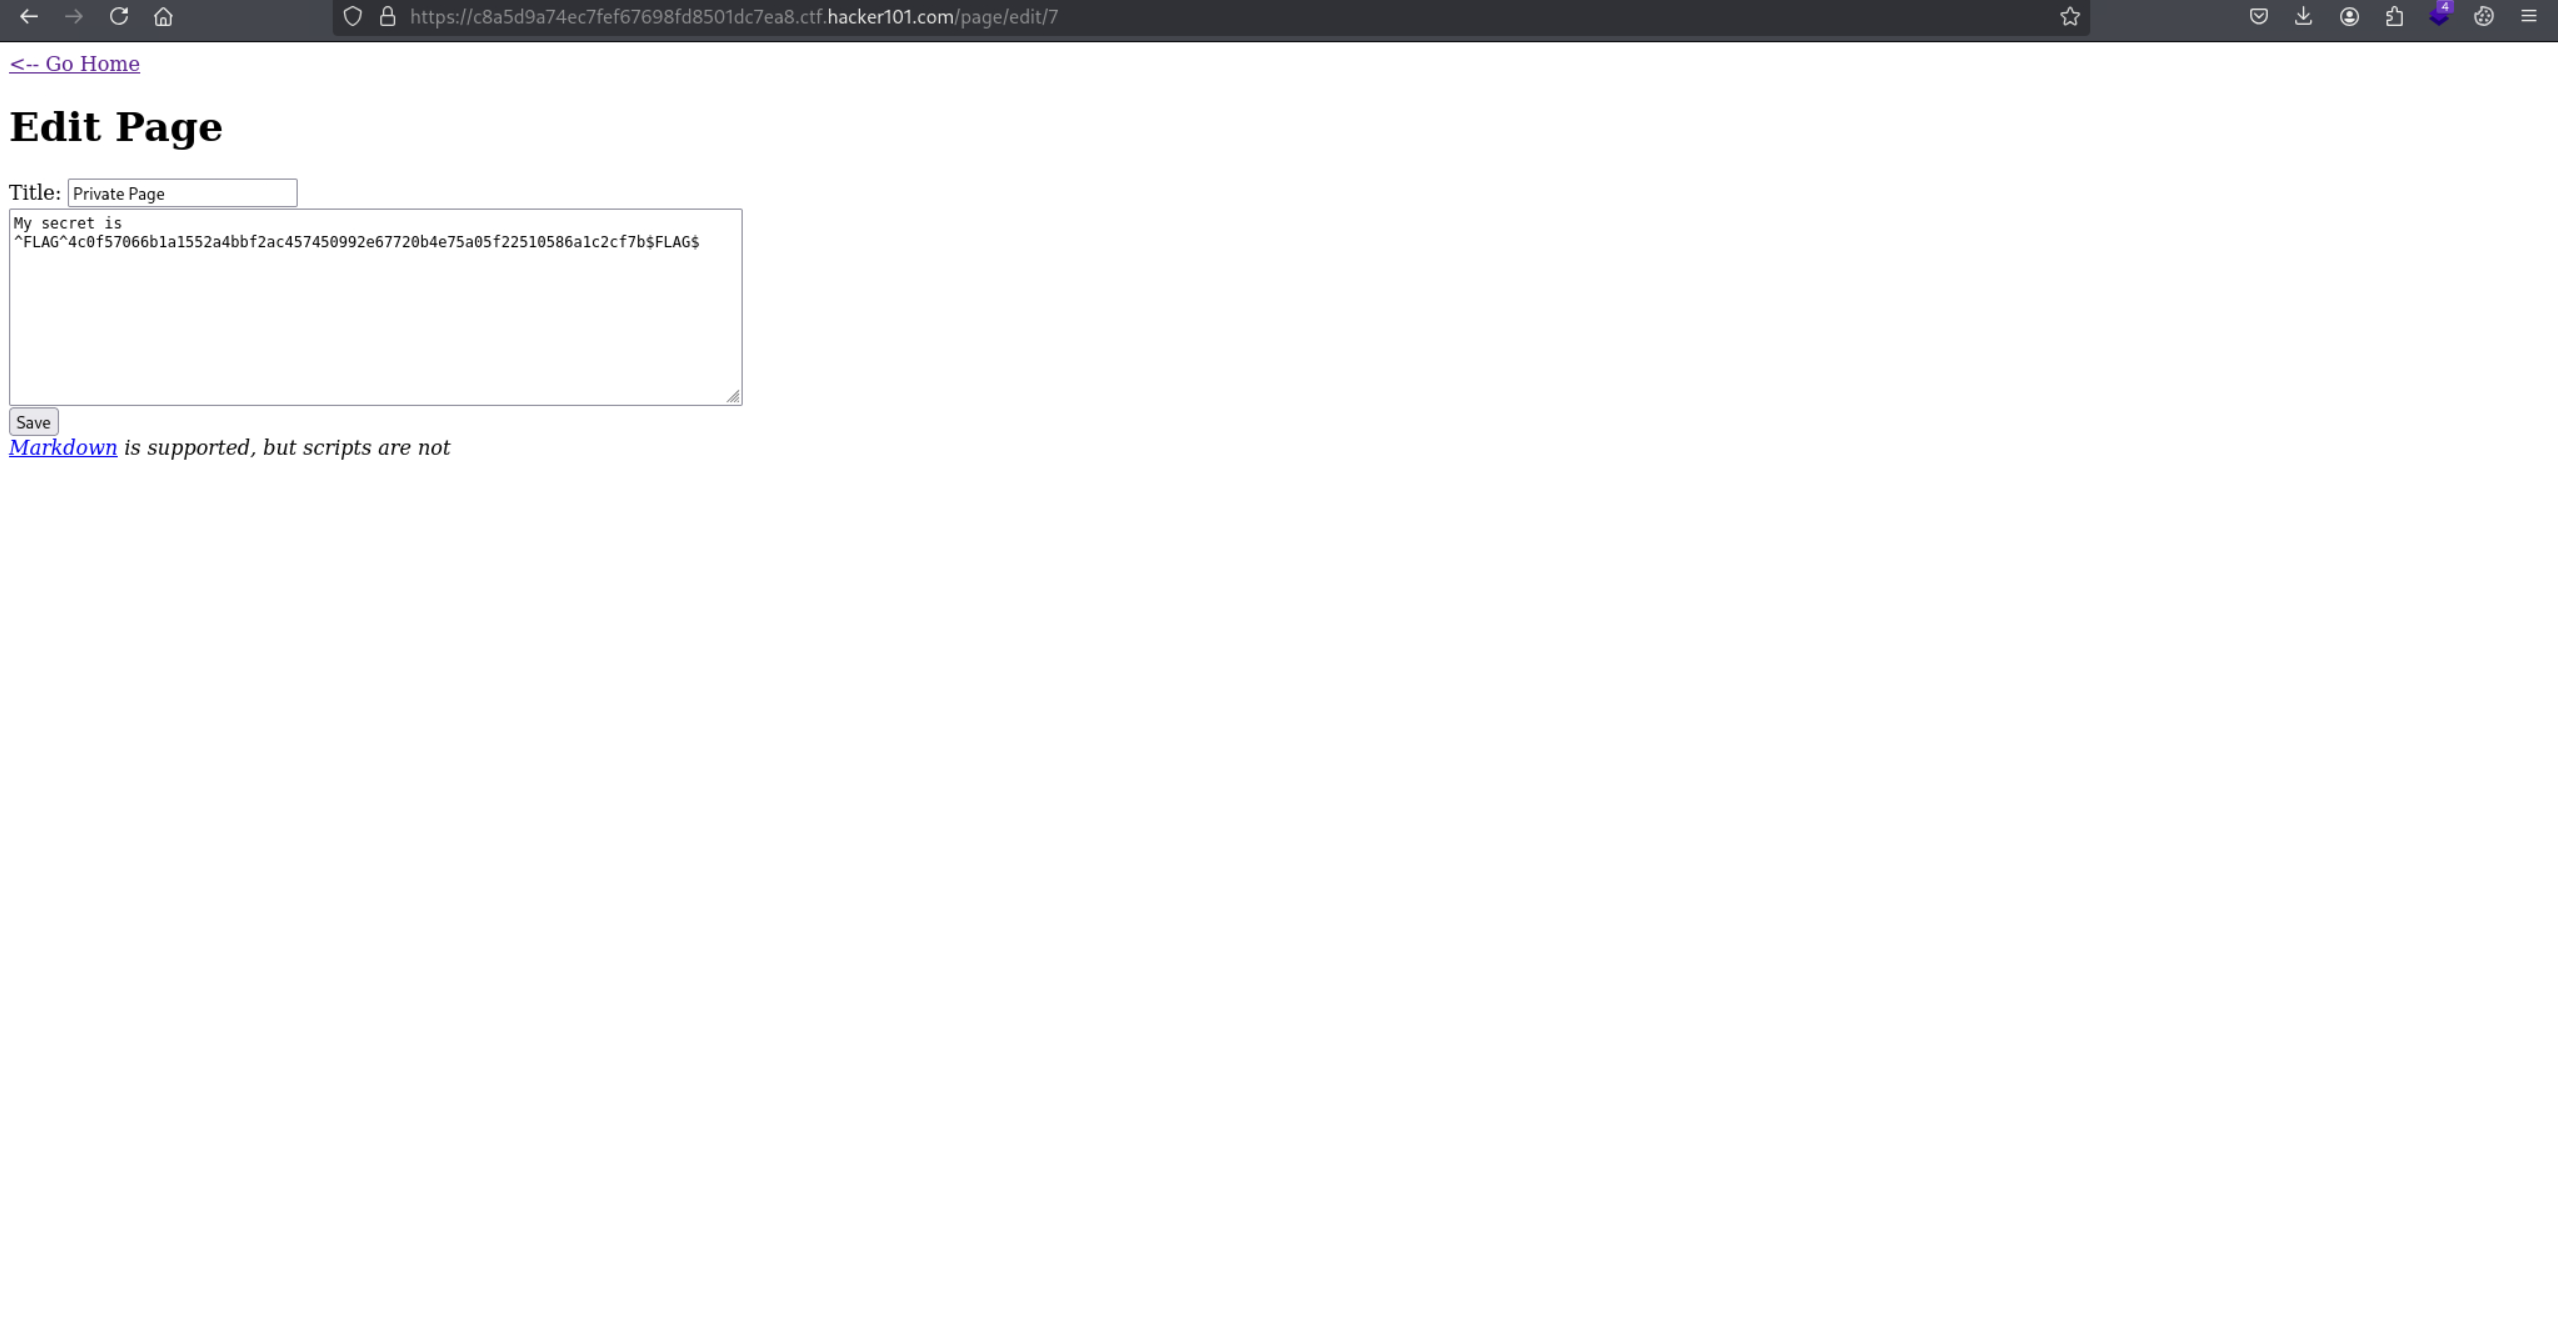 4
https://c8a5d9a74ec7fef67698fd8501dc7ea8.ctf.hacker101.com/page/edit/7
<-- Go Home
Edit Page
Title: Private Page
My secret is
^FLAG^4c0f57066b1a1552a4bbf2ac457450992e67720b4e75a05f22510586a1c2cf7b$FLAG$
Save
Markdown is supported, but scripts are not